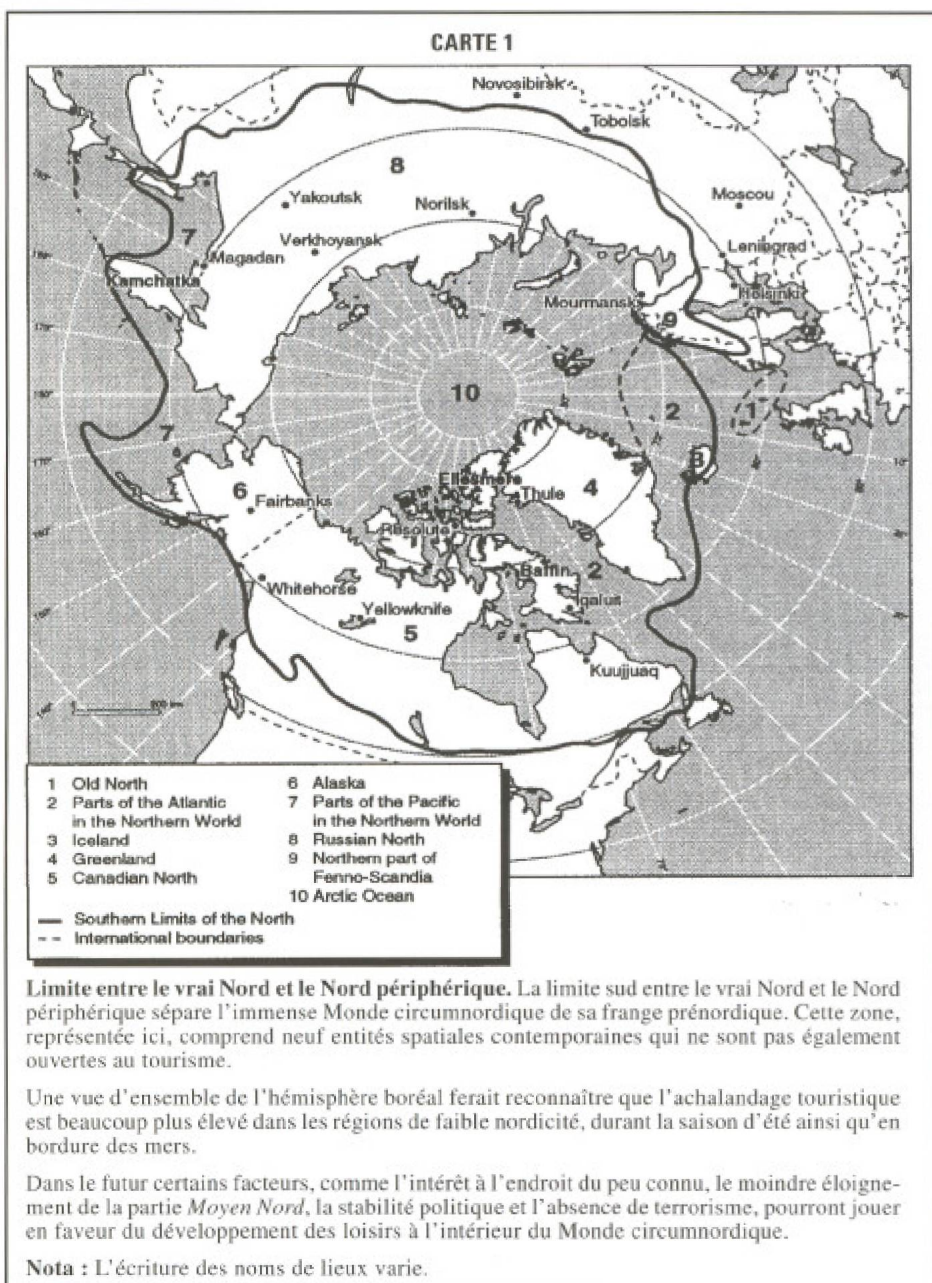 CARTE 1
Novosibirsk
Tobolsk
8
Yakoutsk
Norilsk
Moscou
7
Verkhoyansk
Magadan
Leningrad
Kamchatka
Mourmansk
Helsinki
9
10
2
1
7
3
6
Fairbanks
Ellesmere
Thule
4
Resolute
Baffin
2
Whitehorse
Iqaluit
Yellowknife
5
Kuujjuaq
1 Old North
2 Parts of the Atlantic
in the Northern World
3 Iceland
4 Greenland
5 Canadian North
6 Alaska
7 Parts of the Pacific
in the Northern World
8 Russian North
9 Northern part of
Fenno-Scandia
10 Arctic Ocean
Southern Limits of the North
International boundaries
Limite entre le vrai Nord et le Nord périphérique. La limite sud entre le vrai Nord et le Nord
périphérique sépare l'immense Monde circumnordique de sa frange prénordique. Cette zone,
représentée ici, comprend neuf entités spatiales contemporaines qui ne sont pas également
ouvertes au tourisme.
Une vue d'ensemble de l'hémisphère boréal ferait reconnaître que l'achalandage touristique
est beaucoup plus élevé dans les régions de faible nordicité, durant la saison d'été ainsi qu'en
bordure des mers.
Dans le futur certains facteurs, comme l'intérêt à l'endroit du peu connu, le moindre éloigne-
ment de la partie Moyen Nord, la stabilité politique et l'absence de terrorisme, pourront jouer
en faveur du développement des loisirs à l'intérieur du Monde circumnordique.
Nota : L'écriture des noms de lieux varie.